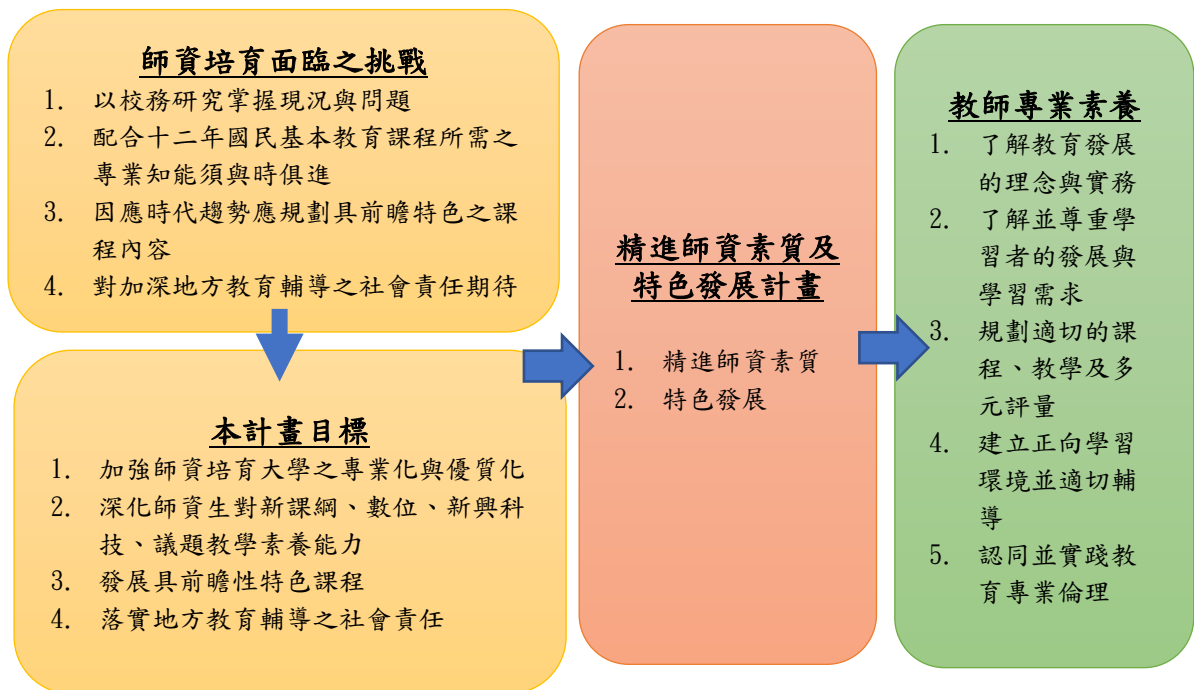 師資培育面臨之挑戰
1. 以校務研究掌握現況與問題
2. 配合十二年國民基本教育課程所需之
專業知能須與時俱進
3. 因應時代趨勢應規劃具前瞻特色之課
程內容
4. 對加深地方教育輔導之社會責任期待
本計畫目標
1. 加強師資培育大學之專業化與優質化
2. 深化師資生對新課綱、數位、新興科
技、議題教學素養能力
3. 發展具前瞻性特色課程
4. 落實地方教育輔導之社會責任
精進師資素質及
特色發展計畫
1. 精進師資素質
2. 特色發展
教師專業素養
1. 了解教育發展
的理念與實務
2. 了解並尊重學
習者的發展與
學習需求
3. 規劃適切的課
程、教學及多
元評量
4. 建立正向學習
環境並適切輔
導
5. 認同並實踐教
育專業倫理